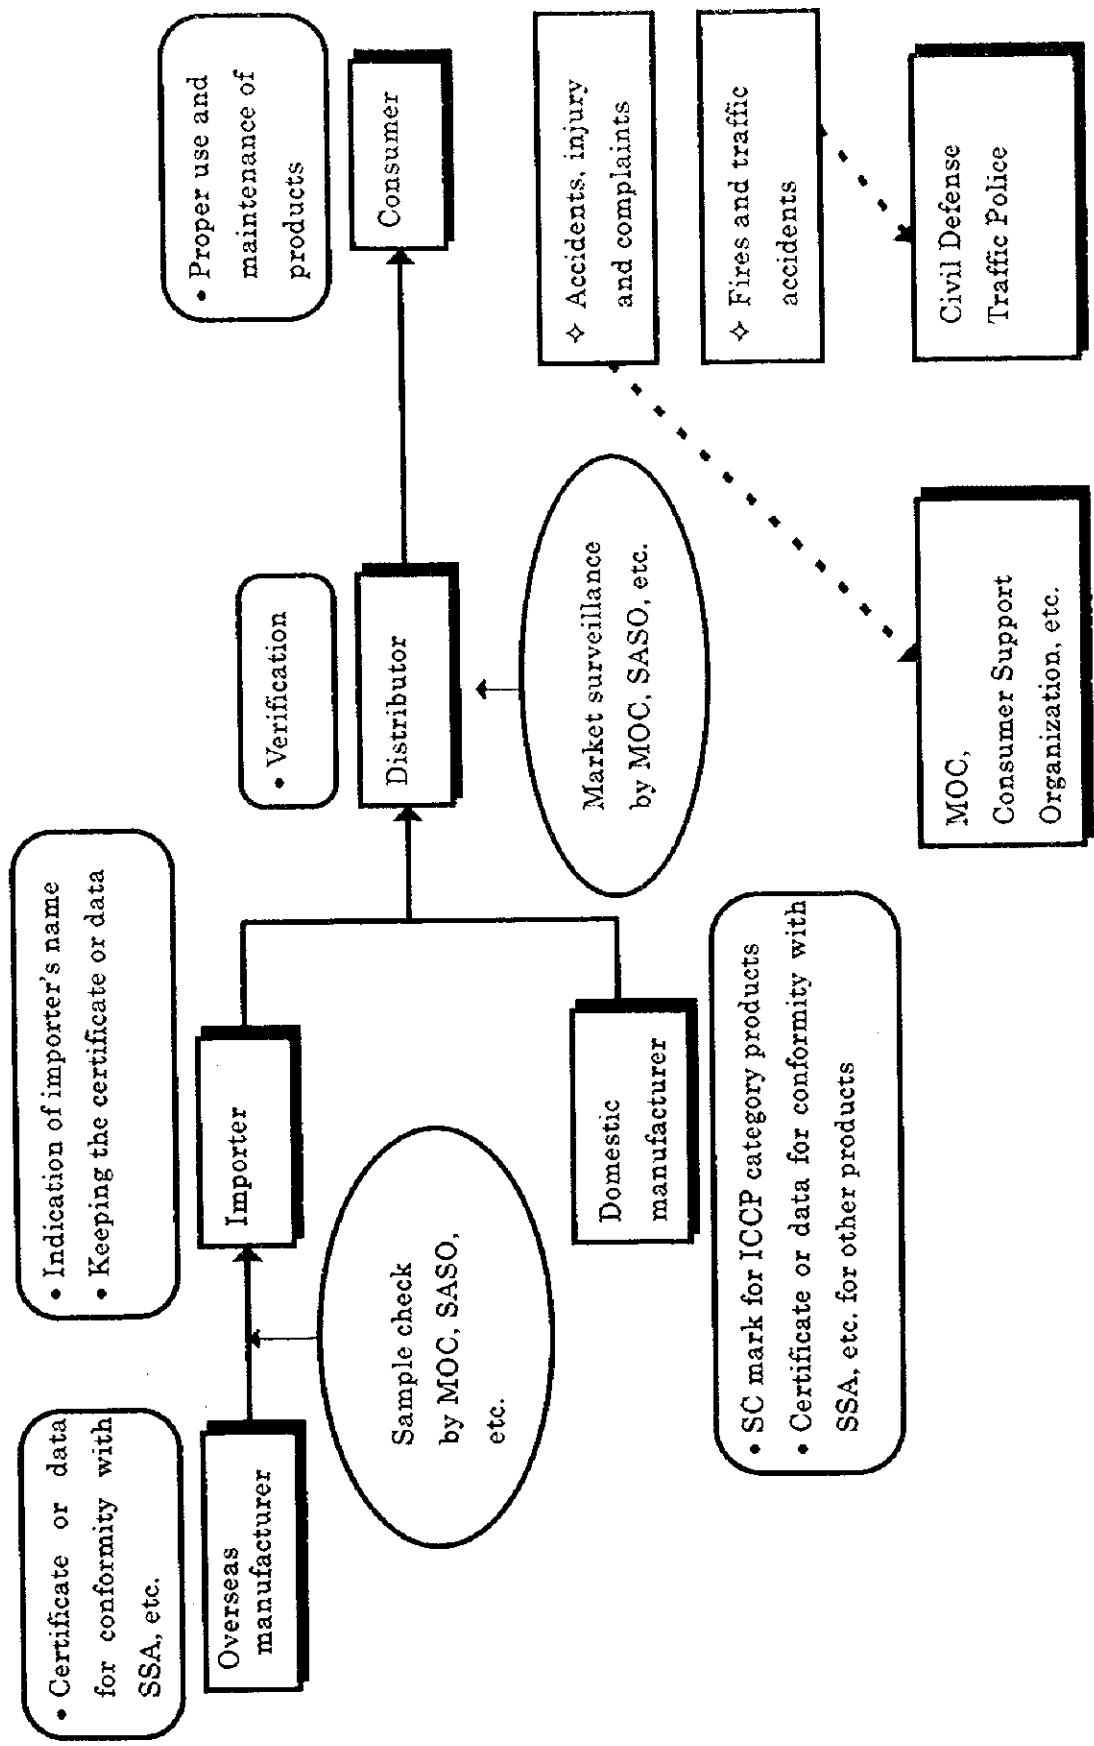 • Certificate or data
for conformity with
SSA, etc.
Overseas
manufacturer
• Indication of importer's name
• Keeping the certificate or data
Importer
Sample check
by MOC, SASO,
etc.
Domestic
manufacturer
• SC mark for ICCP category products
• Certificate or data for conformity with
SSA, etc. for other products
• Verification
Distributor
Market surveillance
by MOC, SASO, etc.
• Proper use and
maintenance of
products
Consumer
✧ Accidents, injury
and complaints
✧ Fires and traffic
accidents
MOC,
Consumer Support
Organization, etc.
Civil Defense
Traffic Police